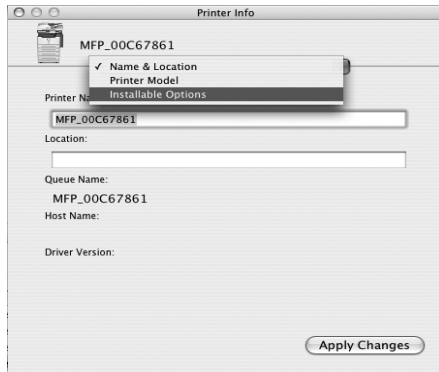 Printer Info
MFP_00C67861
✓ Name & Location
Printer Model
Installable Options
Printer Na
MFP_00C67861
Location:
Queue Name:
MFP_00C67861
Host Name:
Driver Version:
Apply Changes